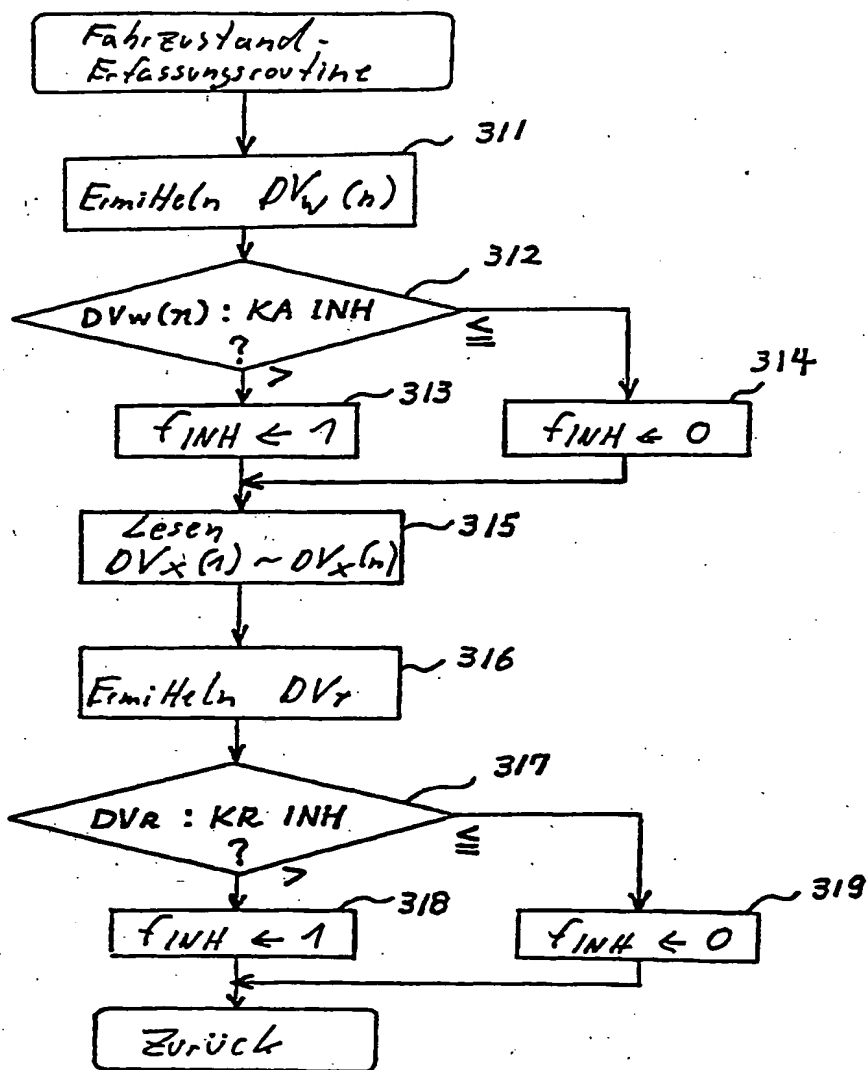 Fahrzustand-
Erfassungsroutine
311
Ermitteln DVw(n)
312
DVw(n) : KA INH
?
>
≦
313
314
fINH ← 1
fINH ← 0
315
Lesen
DVx(1) ~ DVx(n)
316
Ermitteln DVr
317
DVR : KR INH
?
>
≦
318
319
fINH ← 1
fINH ← 0
Zurück